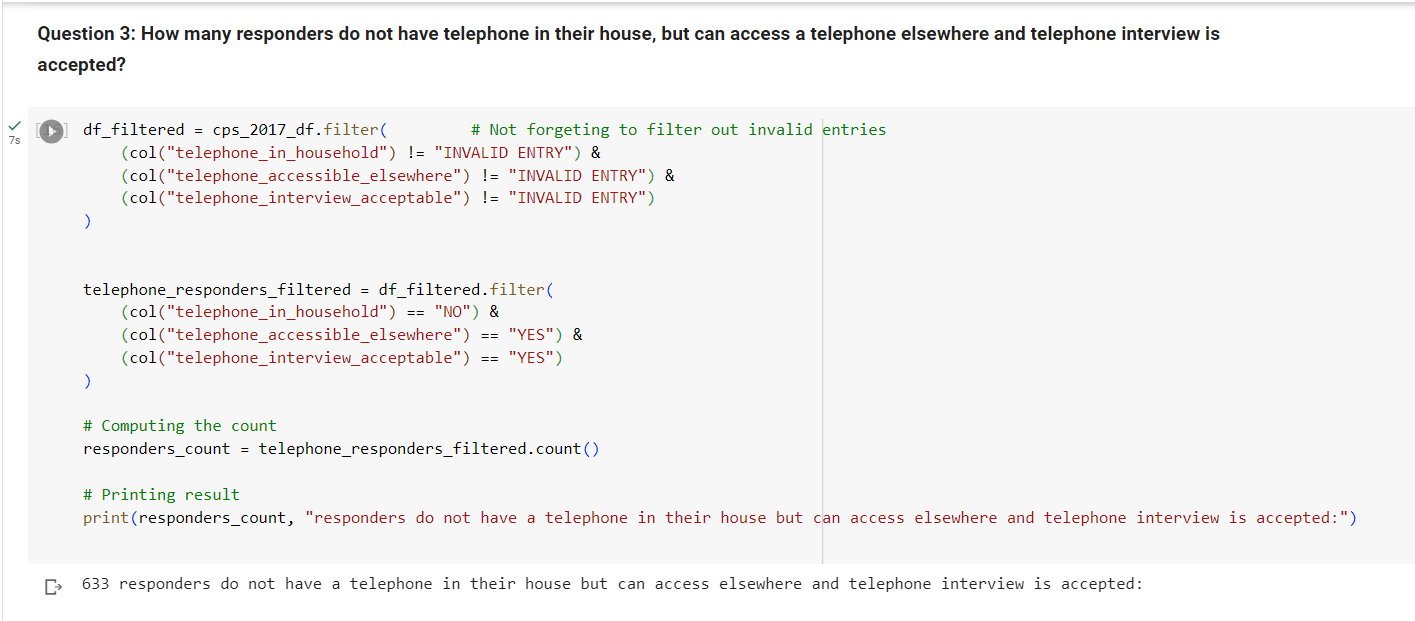 Question 3: How many responders do not have telephone in their house, but can access a telephone elsewhere and telephone interview is
accepted?
7s
df_filtered = cps_2017_df.filter(         # Not forgeting to filter out invalid entries
    (col("telephone_in_household") != "INVALID ENTRY") &
    (col("telephone_accessible_elsewhere") != "INVALID ENTRY") &
    (col("telephone_interview_acceptable") != "INVALID ENTRY")
)
telephone_responders_filtered = df_filtered.filter(
    (col("telephone_in_household") == "NO") &
    (col("telephone_accessible_elsewhere") == "YES") &
    (col("telephone_interview_acceptable") == "YES")
)
# Computing the count
responders_count = telephone_responders_filtered.count()
# Printing result
print(responders_count, "responders do not have a telephone in their house but can access elsewhere and telephone interview is accepted:")
633 responders do not have a telephone in their house but can access elsewhere and telephone interview is accepted: